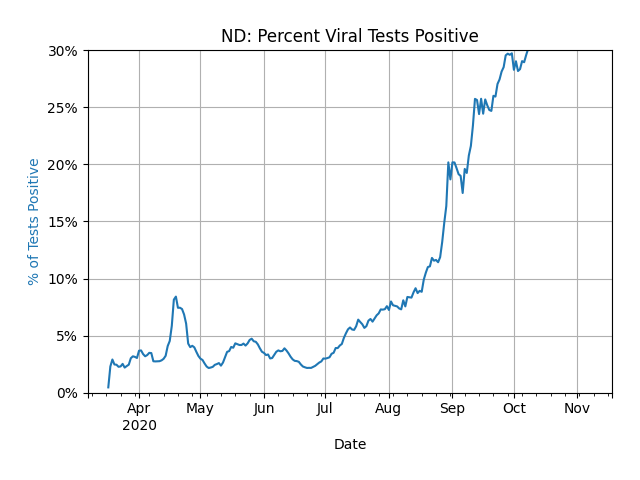 ND: Percent Viral Tests Positive
30%
25%
20%
15%
10%
5%
0%
% of Tests Positive
Apr May Jun Jul Aug Sep Oct Nov
2020
Date